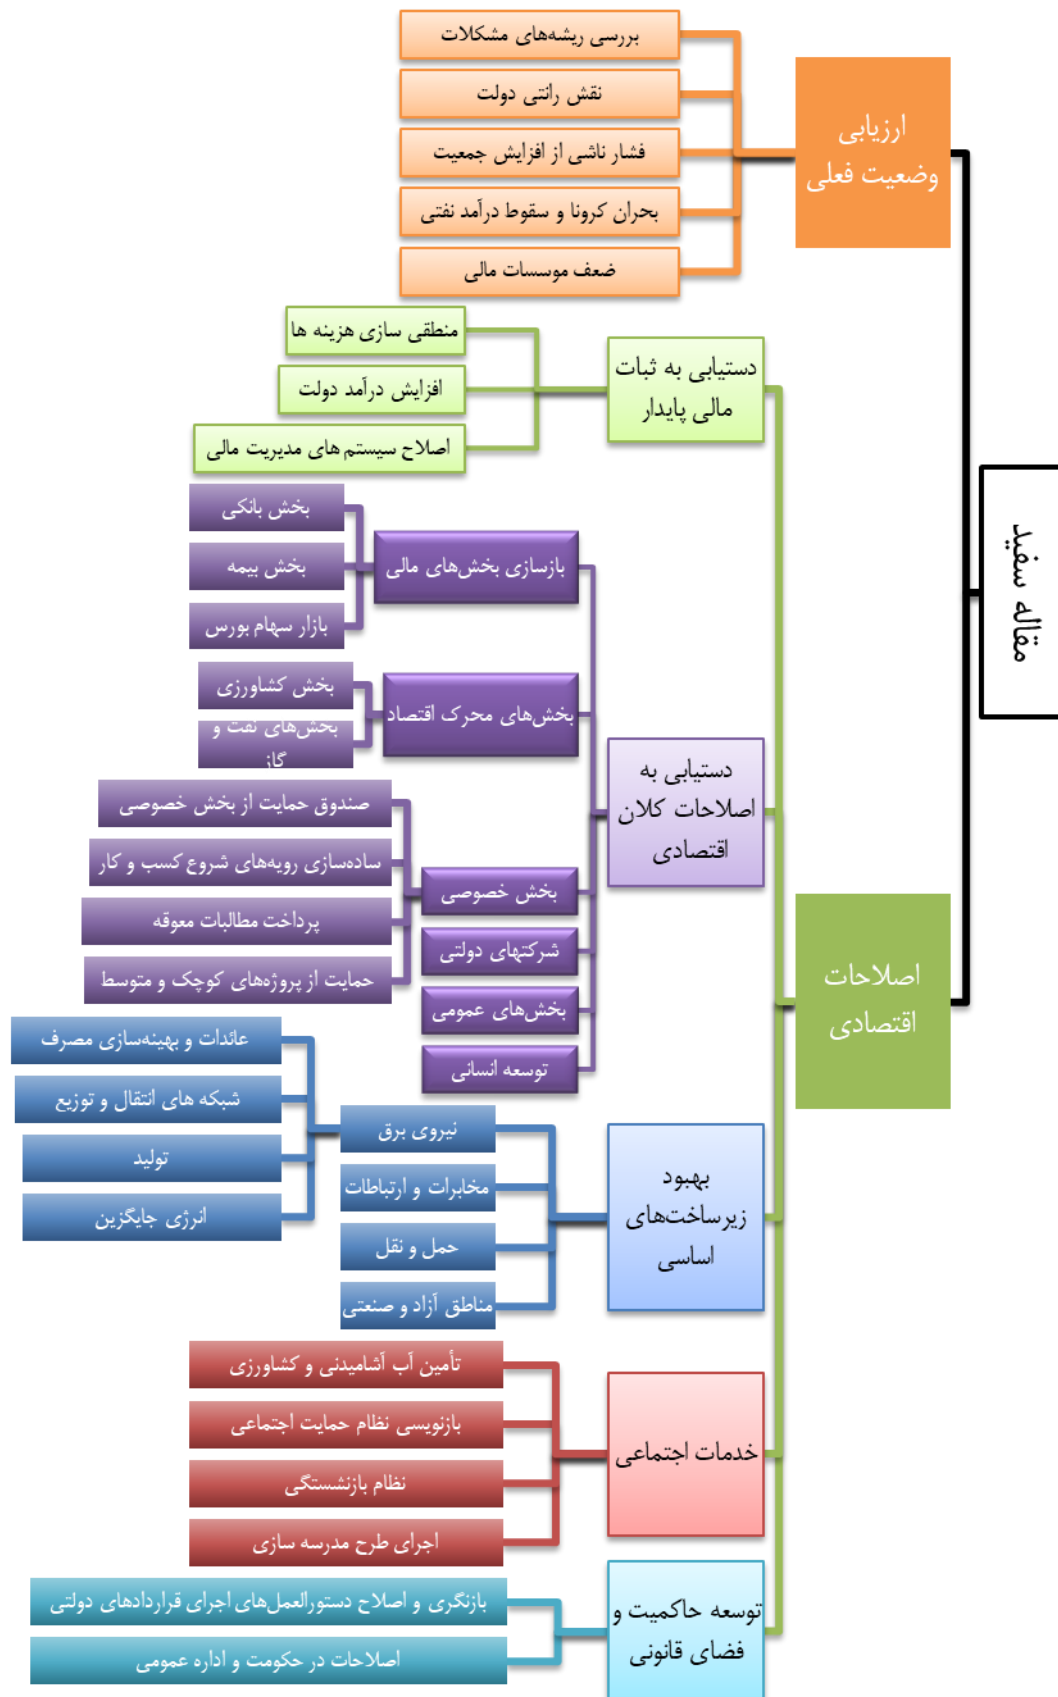 مقاله سفید
ارزیابی
وضعیت فعلی
بررسی ریشه‌های مشکلات
نقش رانتی دولت
فشار ناشی از افزایش جمعیت
بحران کرونا و سقوط درآمد نفتی
ضعف موسسات مالی
اصلاحات
اقتصادی
دستیابی به ثبات
مالی پایدار
منطقی سازی هزینه ها
افزایش درآمد دولت
اصلاح سیستم های مدیریت مالی
دستیابی به
اصلاحات کلان
اقتصادی
بازسازی بخش‌های مالی
بخش بانکی
بخش بیمه
بازار سهام بورس
بخش‌های محرک اقتصاد
بخش کشاورزی
بخش‌های نفت و
گاز
بخش خصوصی
صندوق حمایت از بخش خصوصی
ساده‌سازی رویه‌های شروع کسب و کار
پرداخت مطالبات معوقه
حمایت از پروژه‌های کوچک و متوسط
شرکتهای دولتی
بخش‌های عمومی
توسعه انسانی
بهبود
زیرساخت‌های
اساسی
نیروی برق
عائدات و بهینه‌سازی مصرف
شبکه های انتقال و توزیع
تولید
انرژی جایگزین
مخابرات و ارتباطات
حمل و نقل
مناطق آزاد و صنعتی
خدمات اجتماعی
تأمین آب آشامیدنی و کشاورزی
بازنویسی نظام حمایت اجتماعی
نظام بازنشستگی
اجرای طرح مدرسه سازی
توسعه حاکمیت و
فضای قانونی
بازنگری و اصلاح دستورالعمل‌های اجرای قراردادهای دولتی
اصلاحات در حکومت و اداره عمومی